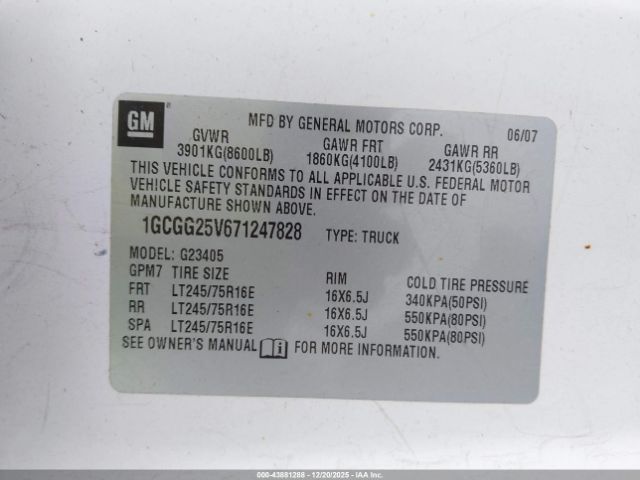 GM ®
MFD BY GENERAL MOTORS CORP. 06/07
GVWR GAWR FRT GAWR RR
3901KG(8600LB) 1860KG(4100LB) 2431KG(5360LB)
THIS VEHICLE CONFORMS TO ALL APPLICABLE U.S. FEDERAL MOTOR
VEHICLE SAFETY STANDARDS IN EFFECT ON THE DATE OF
MANUFACTURE SHOWN ABOVE.
1GCGG25V671247828 TYPE: TRUCK
MODEL: G23405
GPM7 TIRE SIZE RIM COLD TIRE PRESSURE
FRT LT245/75R16E 16X6.5J 340KPA(50PSI)
RR LT245/75R16E 16X6.5J 550KPA(80PSI)
SPA LT245/75R16E 16X6.5J 550KPA(80PSI)
SEE OWNER'S MANUAL FOR MORE INFORMATION.
000-43881288 - 12/20/2025 - IAAI.com